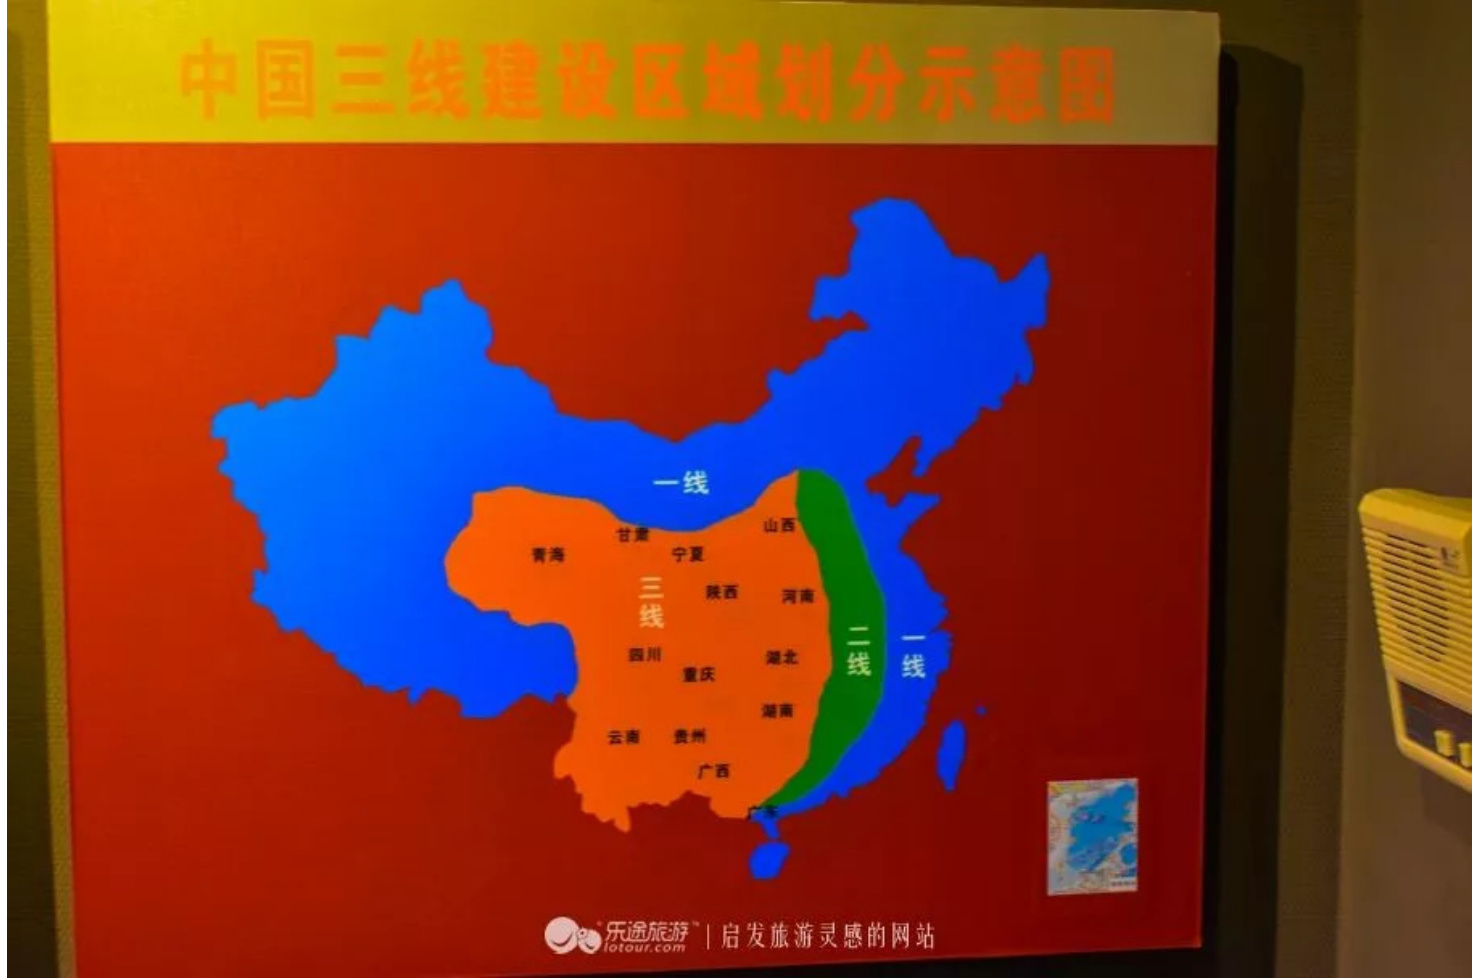 中国三线建设区域划分示意图
一线
山西
甘肃
青海
宁夏
三线
陕西
河南
二线
一线
四川
湖北
重庆
湖南
云南
贵州
广西
广东
乐途旅游™
lotour.com
启发旅游灵感的网站